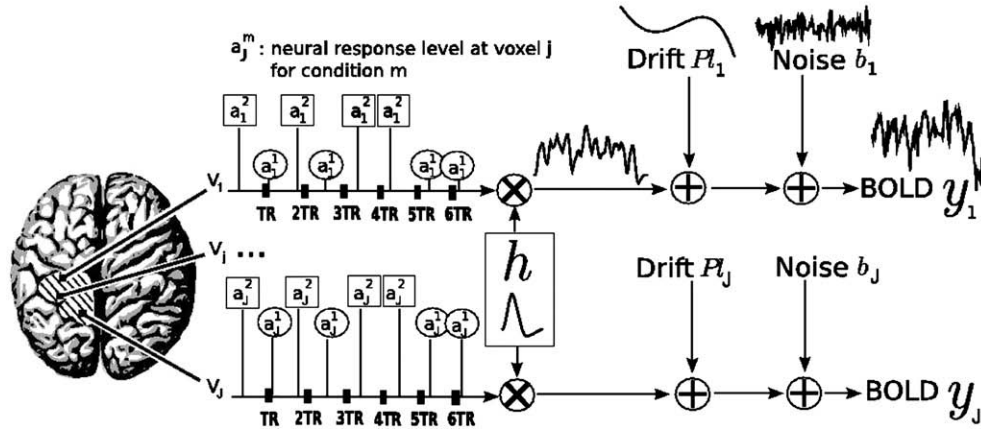 a_J^m : neural response level at voxel j
for condition m
Drift Pl_1
Noise b_1
a_1^2 a_1^2 a_1^2 a_1^2
a_1^1 a_1^1 a_1^1 a_1^1
V_1
TR 2TR 3TR 4TR 5TR 6TR
BOLD y_1
V_j ...
h
Drift Pl_J
Noise b_J
a_J^2 a_J^2 a_J^2 a_J^2
a_J^1 a_J^1 a_J^1 a_J^1
V_J
TR 2TR 3TR 4TR 5TR 6TR
BOLD y_J